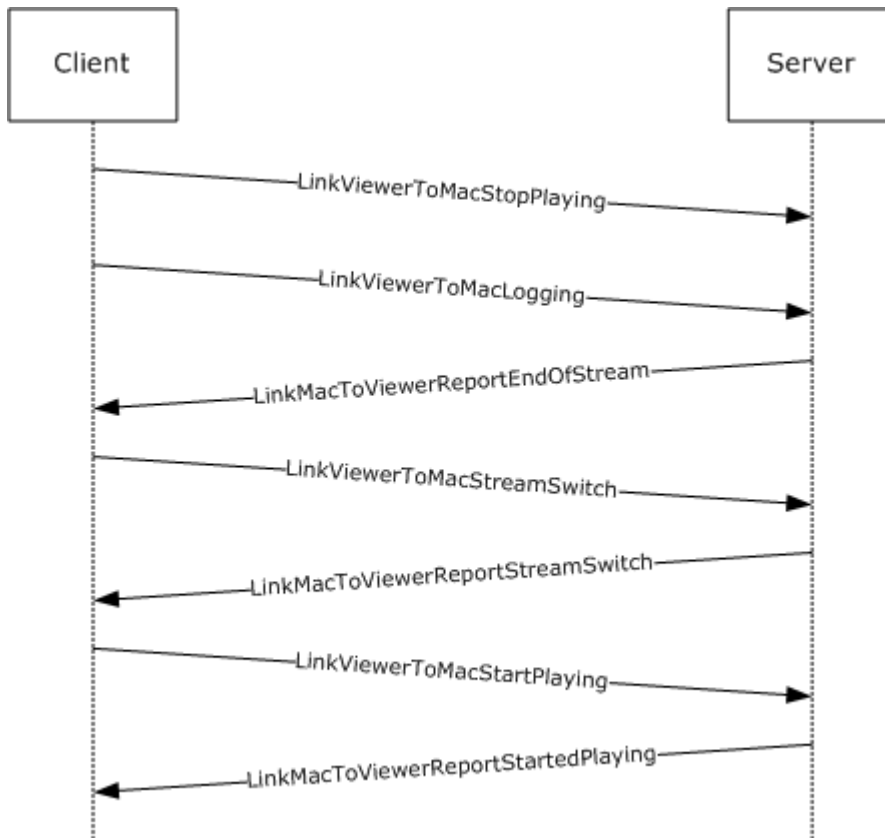 Client
Server
LinkViewerToMacStopPlaying
LinkViewerToMacLogging
LinkMacToViewerReportEndOfStream
LinkViewerToMacStreamSwitch
LinkMacToViewerReportStreamSwitch
LinkViewerToMacStartPlaying
LinkMacToViewerReportStartedPlaying